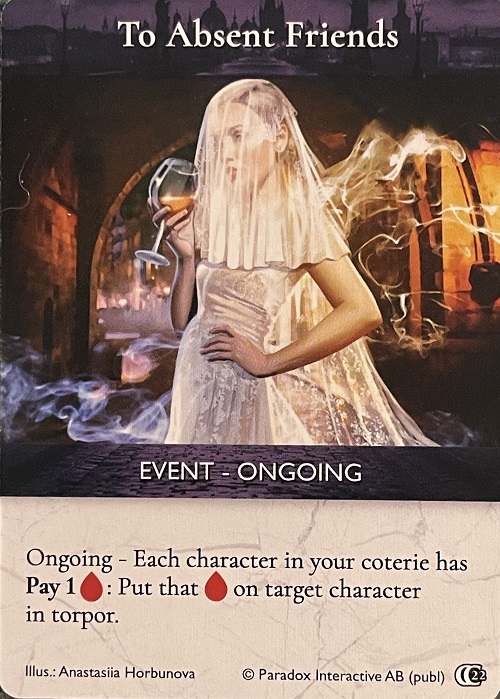 To Absent Friends
EVENT - ONGOING
Ongoing - Each character in your coterie has
Pay 1 : Put that on target character
in torpor.
Illus.: Anastasiia Horbunova
© Paradox Interactive AB (publ)
22